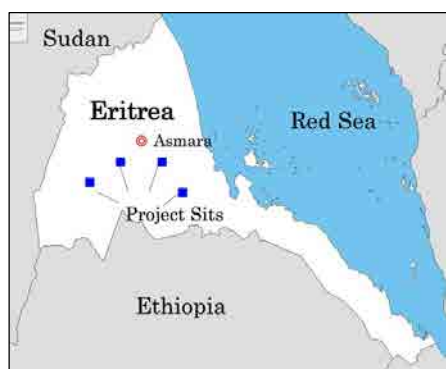 Sudan
Eritrea
Red Sea
Asmara
Project Sits
Ethiopia